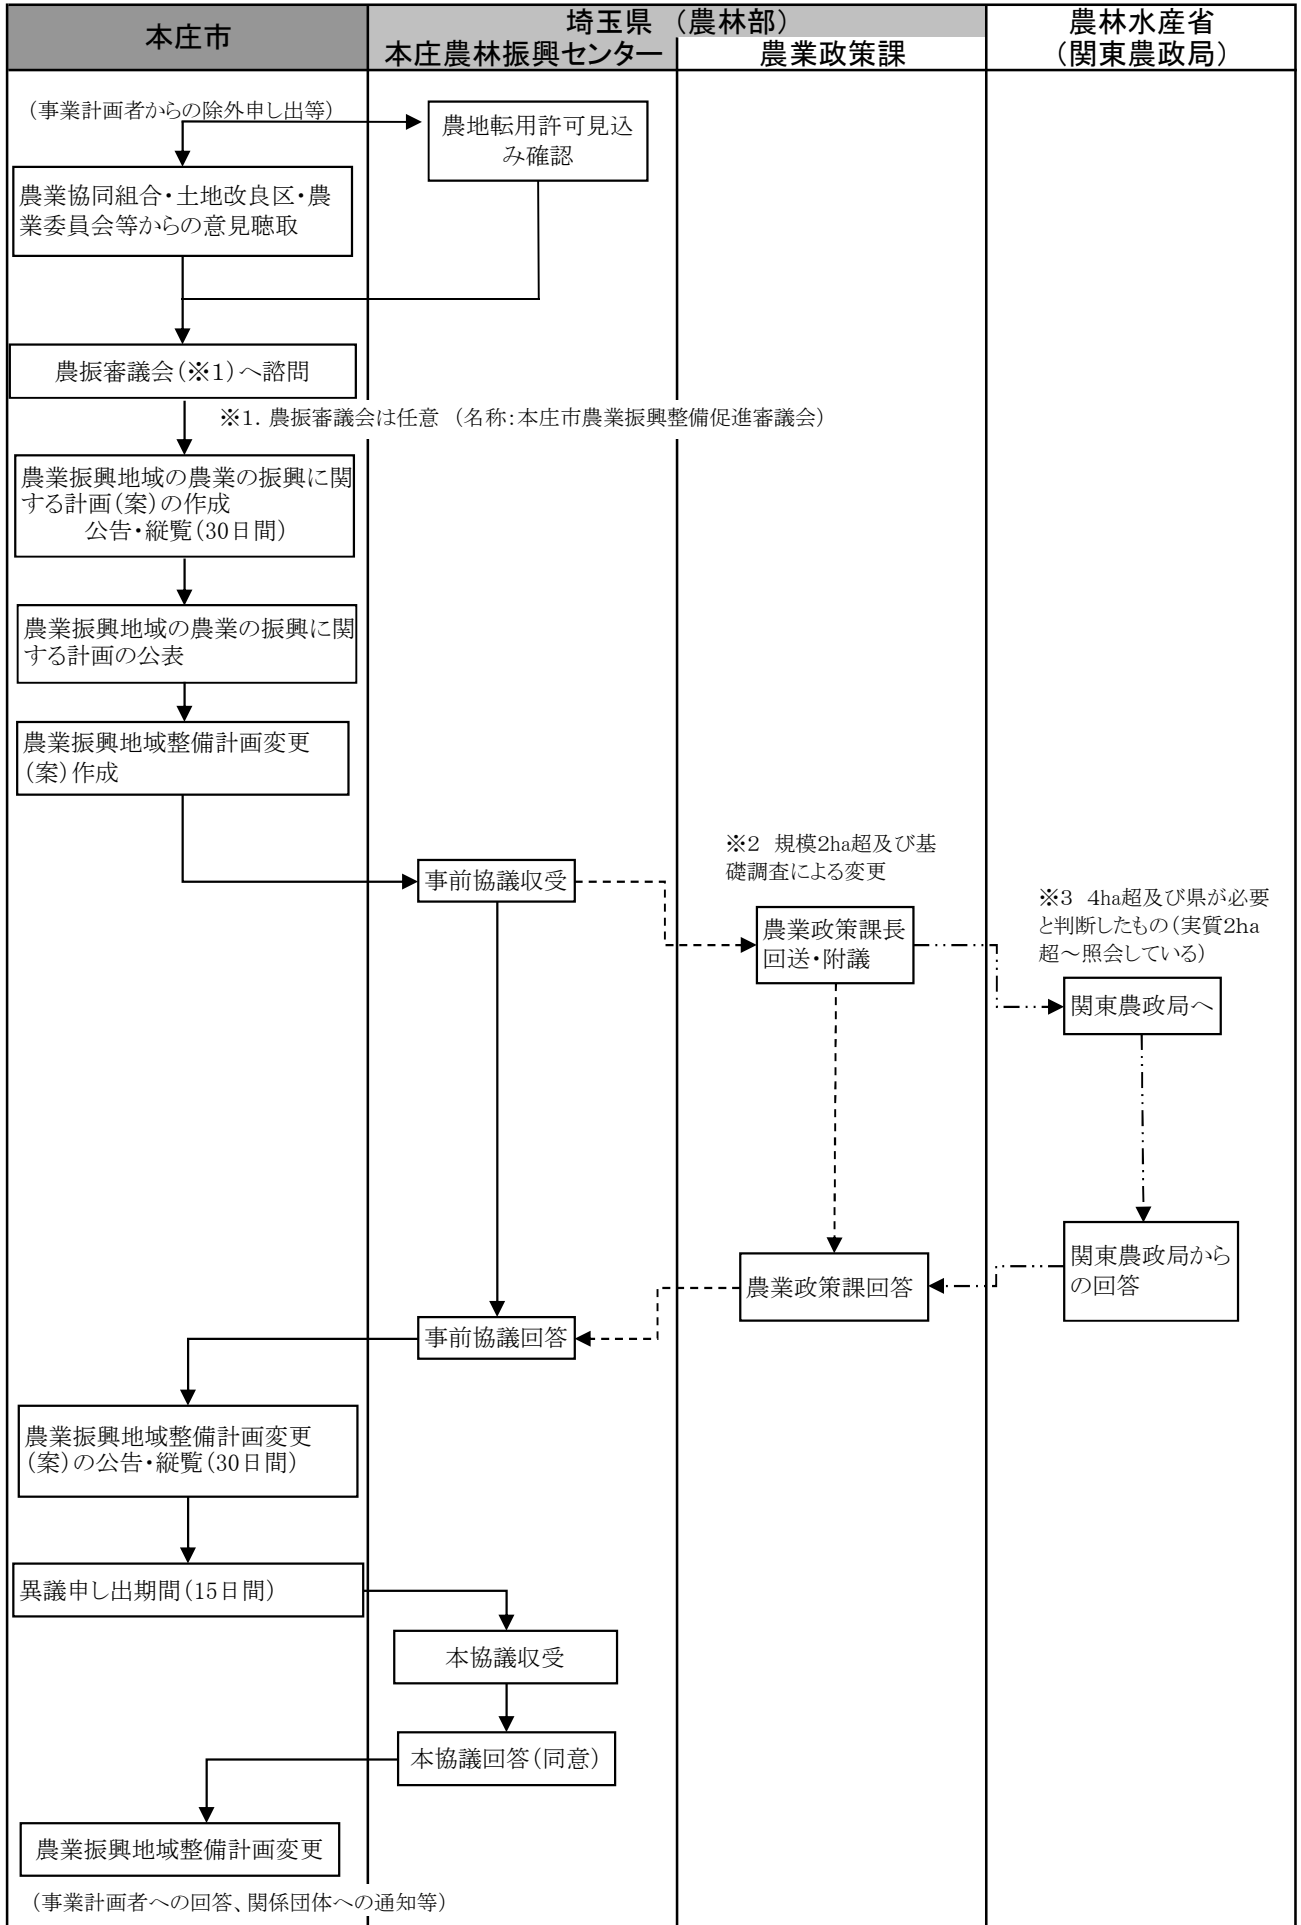 本庄市
埼玉県 （農林部）
本庄農林振興センター
農業政策課
農林水産省
（関東農政局）
（事業計画者からの除外申し出等）
農地転用許可見込
み確認
農業協同組合・土地改良区・農
業委員会等からの意見聴取
農振審議会（※1）へ諮問
※1．農振審議会は任意 （名称：本庄市農業振興整備促進審議会）
農業振興地域の農業の振興に関
する計画（案）の作成
公告・縦覧（30日間）
農業振興地域の農業の振興に関
する計画の公表
農業振興地域整備計画変更
（案）作成
事前協議収受
※2 規模2ha超及び基
礎調査による変更
農業政策課長
回送・附議
※3 4ha超及び県が必要
と判断したもの（実質2ha
超～照会している）
関東農政局へ
関東農政局から
の回答
農業政策課回答
事前協議回答
農業振興地域整備計画変更
（案）の公告・縦覧（30日間）
異議申し出期間（15日間）
本協議収受
本協議回答（同意）
農業振興地域整備計画変更
（事業計画者への回答、関係団体への通知等）